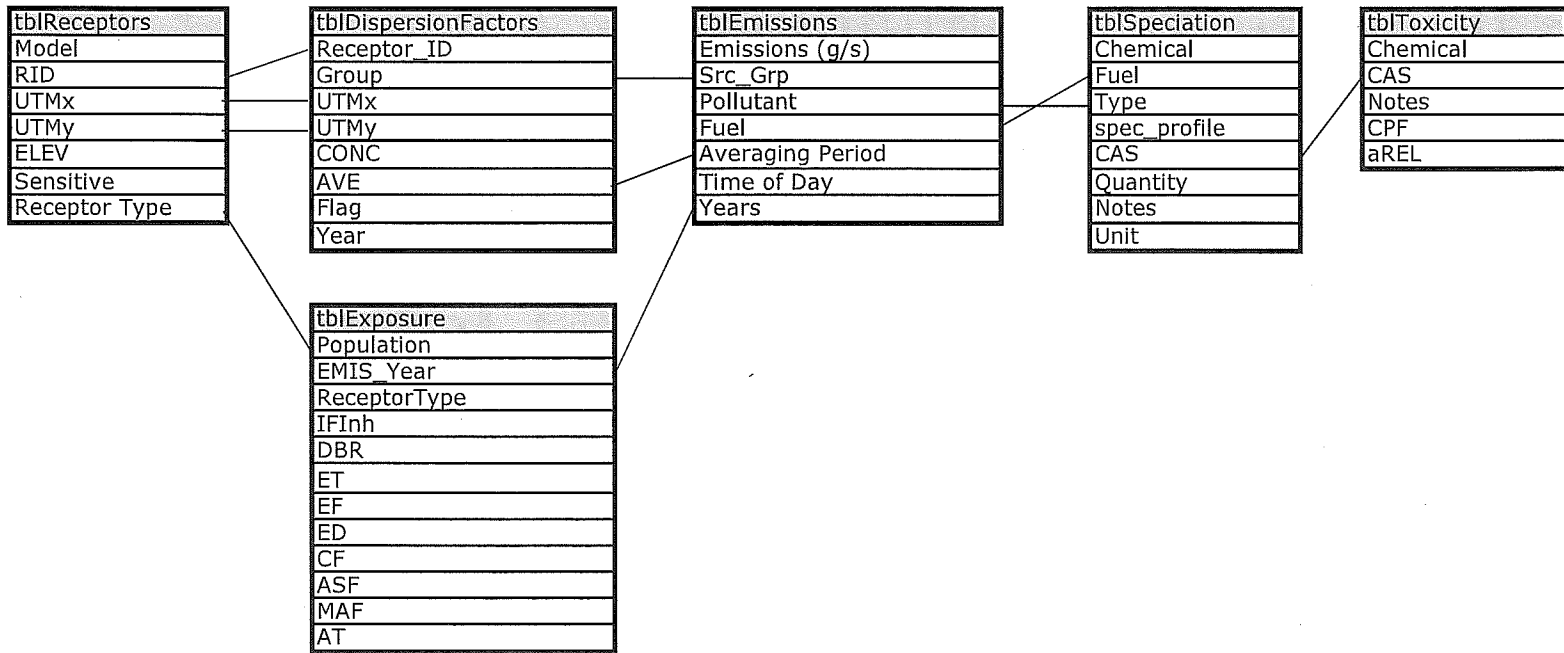 tblReceptors
Model
RID
UTMx
UTMy
ELEV
Sensitive
Receptor Type
tblDispersionFactors
Receptor_ID
Group
UTMx
UTMy
CONC
AVE
Flag
Year
tblEmissions
Emissions (g/s)
Src_Grp
Pollutant
Fuel
Averaging Period
Time of Day
Years
tblSpeciation
Chemical
Fuel
Type
spec_profile
CAS
Quantity
Notes
Unit
tblToxicity
Chemical
CAS
Notes
CPF
aREL
tblExposure
Population
EMIS_Year
ReceptorType
IFInh
DBR
ET
EF
ED
CF
ASF
MAF
AT